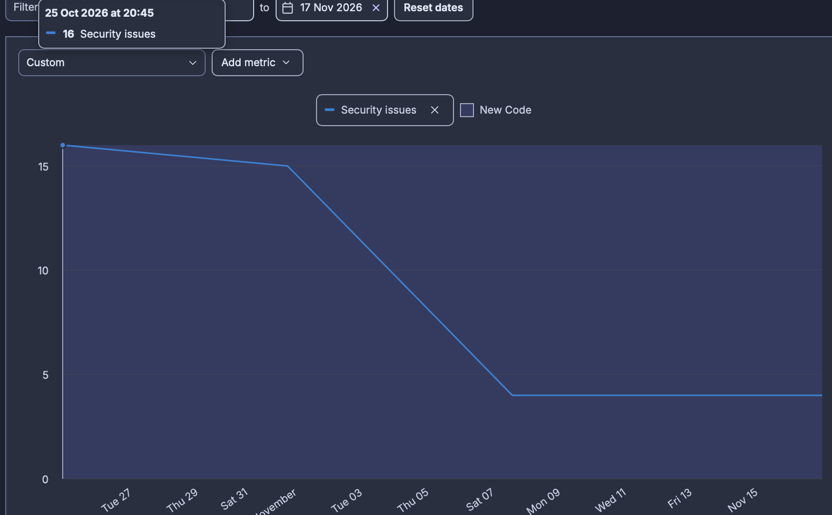 Filter
25 Oct 2026 at 20:45
16 Security issues
to
17 Nov 2026
Reset dates
Custom
Add metric
Security issues
New Code
15
10
5
0
Tue 27
Thu 29
Sat 31
ovember
Tue 03
Thu 05
Sat 07
Mon 09
Wed 11
Fri 13
Nov 15